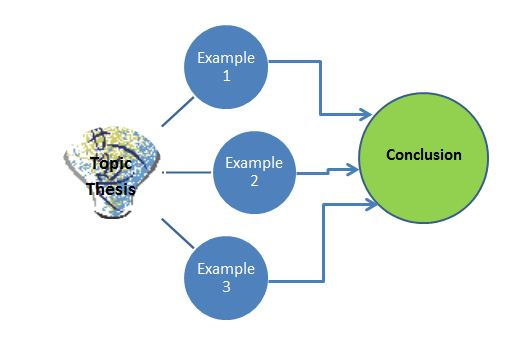 Topic
Thesis
Example
1
Example
2
Example
3
Conclusion